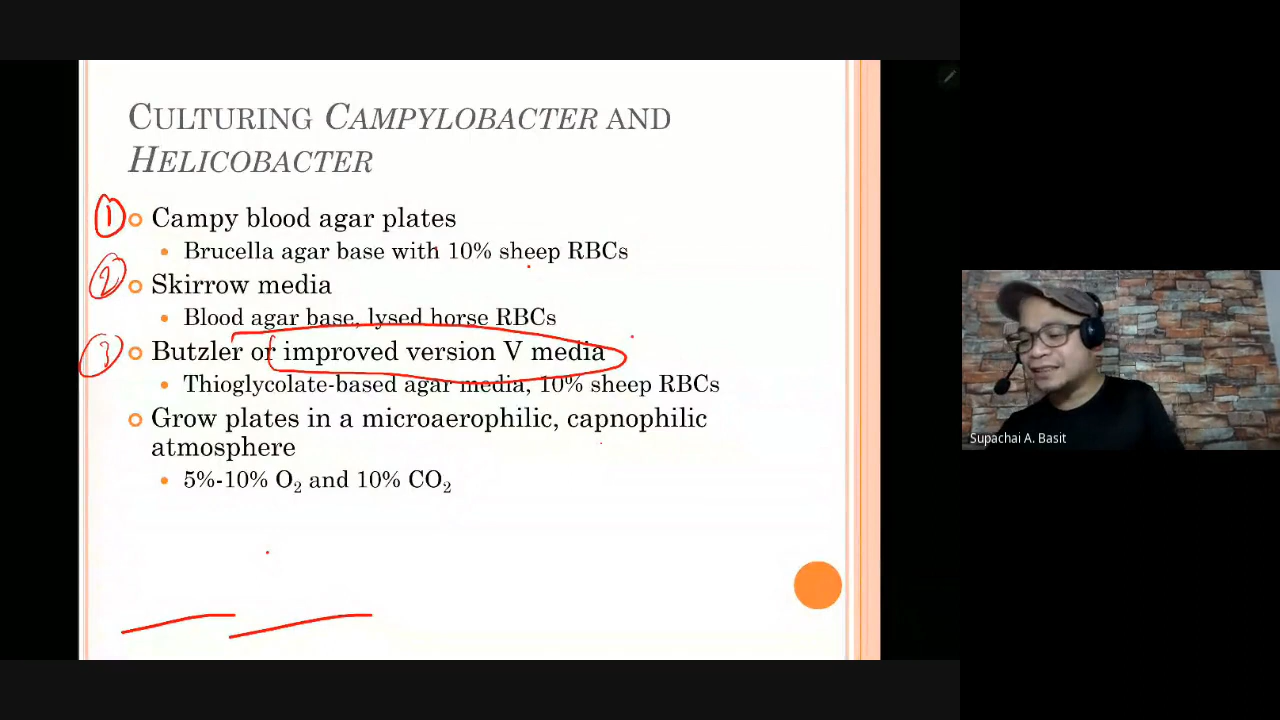 CULTURING CAMPYLOBACTER AND
HELICOBACTER
1 Campy blood agar plates
Brucella agar base with 10% sheep RBCs
2 Skirrow media
Blood agar base, lysed horse RBCs
3 Butzler or improved version V media
Thioglycolate-based agar media, 10% sheep RBCs
Grow plates in a microaerophilic, capnophilic
atmosphere
5%-10% O₂ and 10% CO₂
Supachai A. Basit